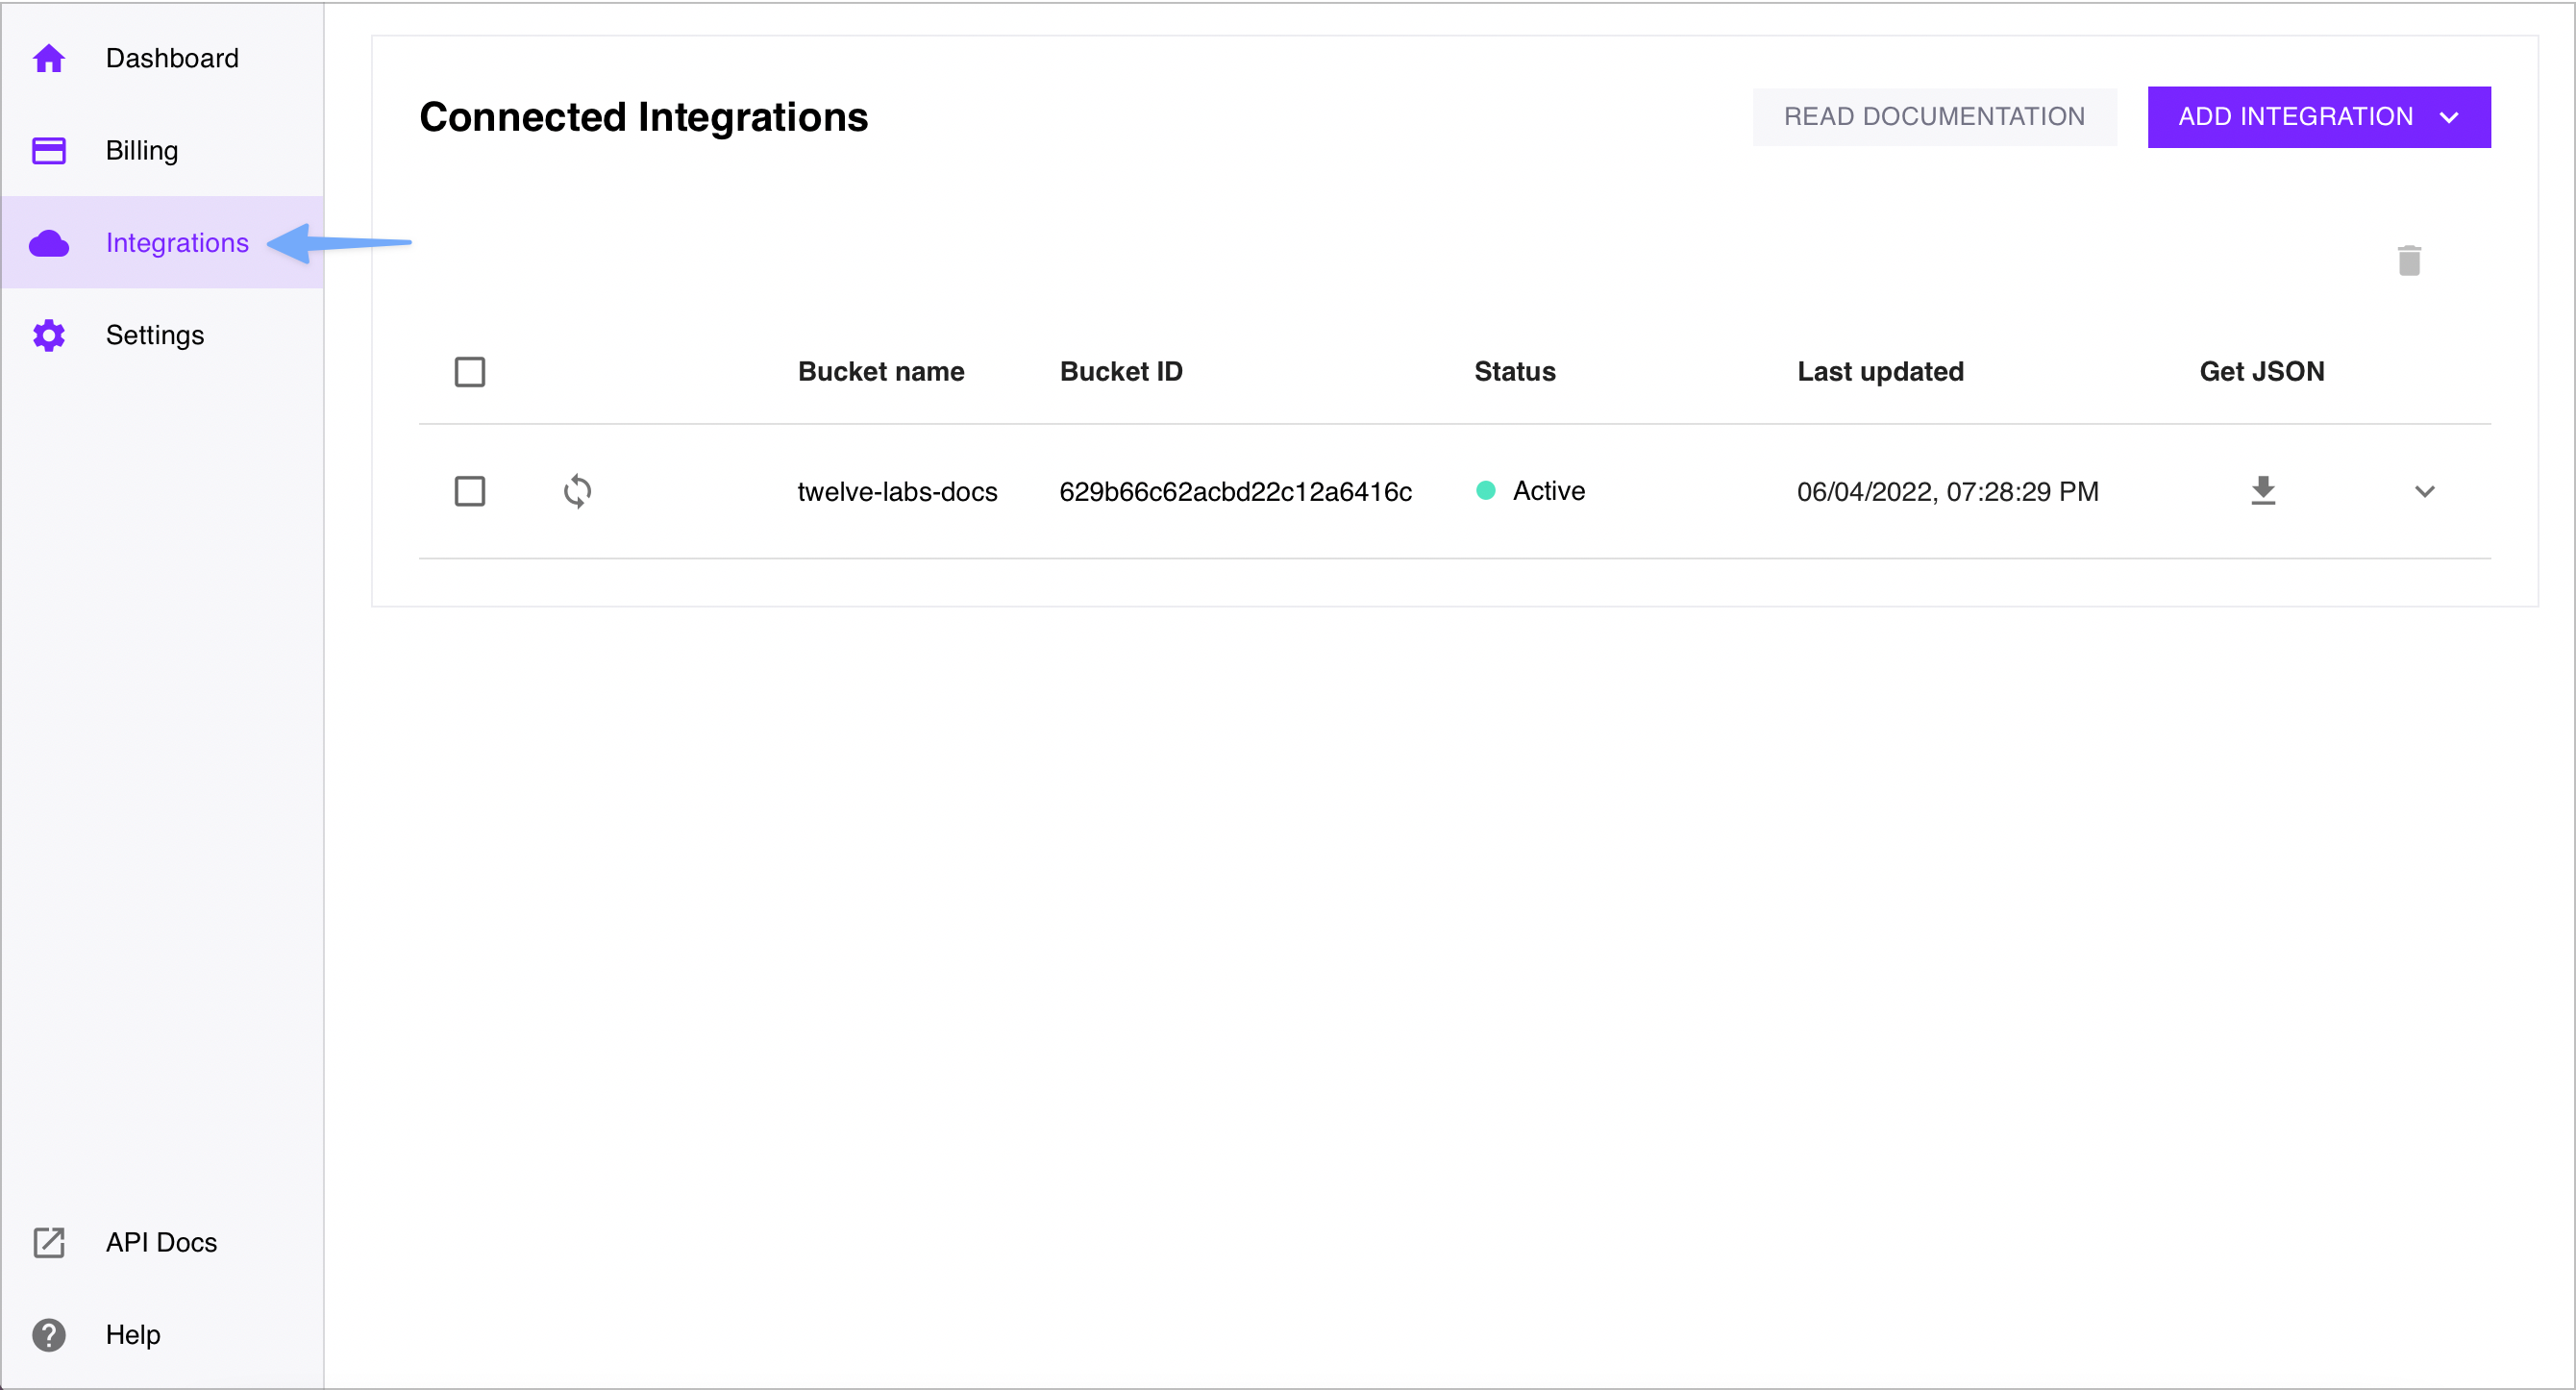 Dashboard
Billing
Integrations
Settings
API Docs
Help
Connected Integrations
READ DOCUMENTATION
ADD INTEGRATION
Bucket name Bucket ID Status Last updated Get JSON
twelve-labs-docs 629b66c62acbd22c12a6416c Active 06/04/2022, 07:28:29 PM